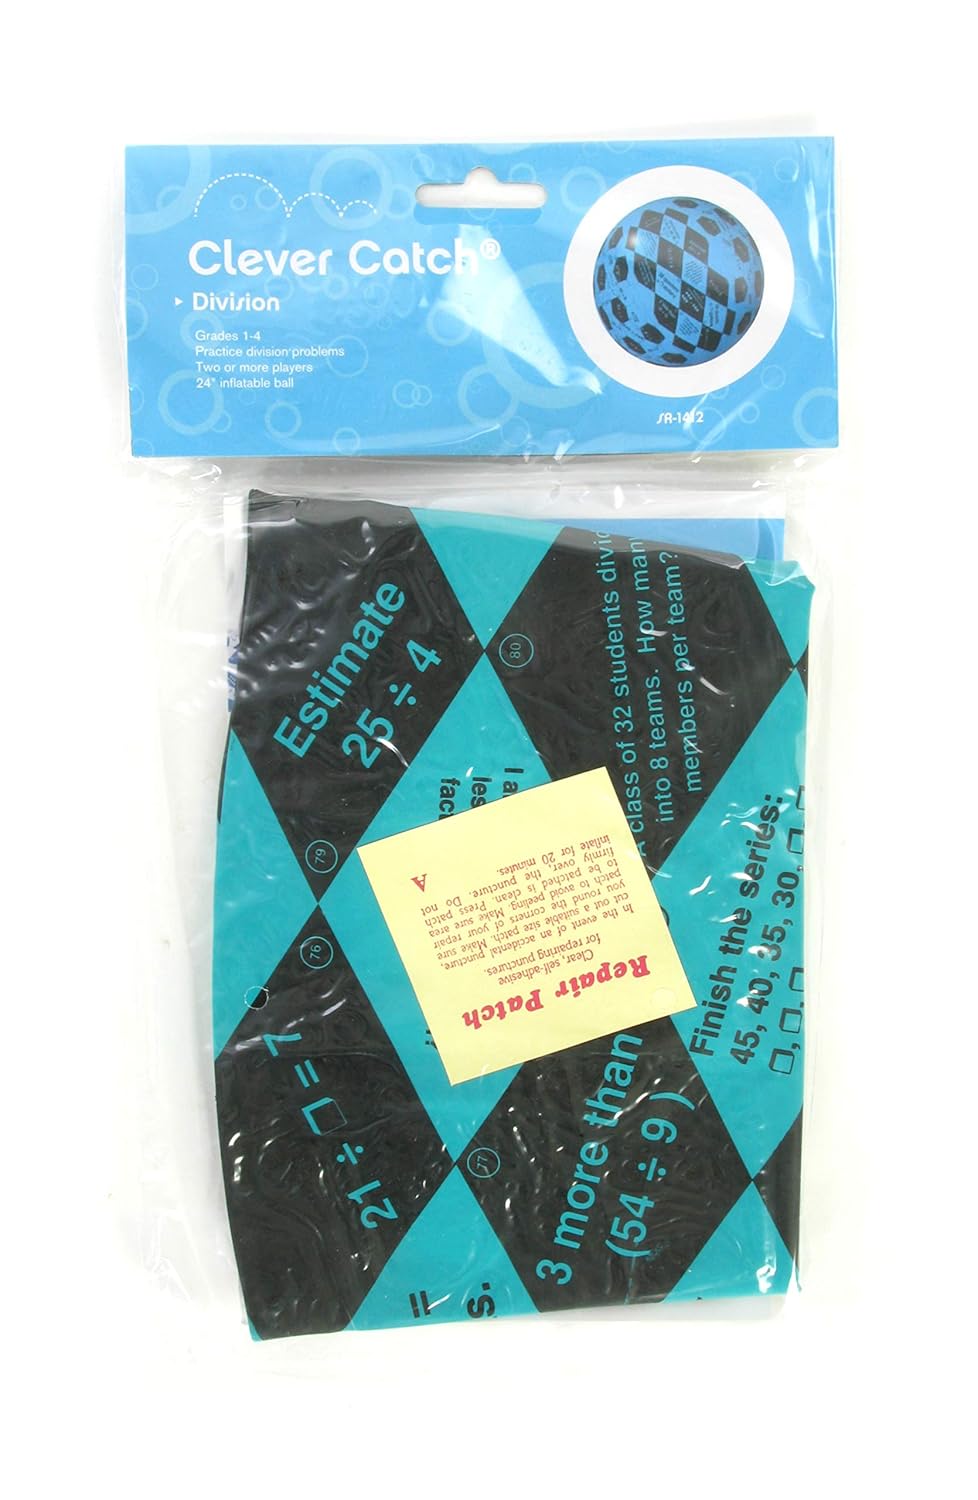 Clever Catch®
Division
Grades 1-4
Practice division problems
Two or more players
24" inflatable ball
SR-1412
Estimate
25 ÷ 4
80
A class of 32 students
into 8 teams. How many
members per team?
79
76
21 ÷ □ = 7
77
3 more than
(54 ÷ 9)
Finish the series:
45, 40, 35, 30,
□, □, □
Repair Patch
Clear, self-adhesive
for repairing punctures.
In the event of an accidental puncture,
cut out a suitable size patch. Make sure
you round the corners of your repair
patch to avoid peeling. Make sure area
to be patched is clean. Press patch
firmly over, the puncture. Do not
inflate for 20 minutes.
A